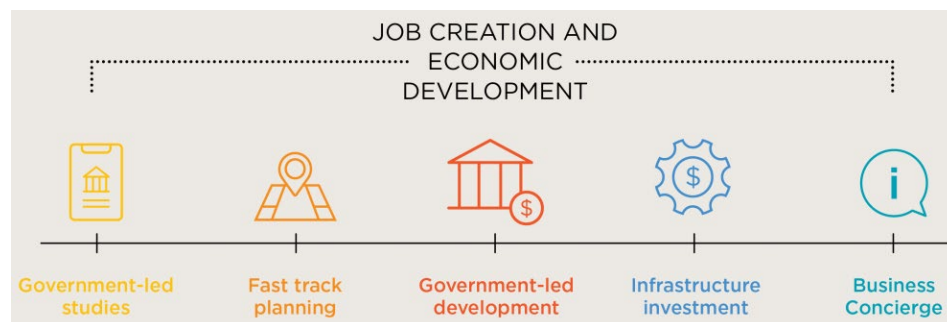 JOB CREATION AND
ECONOMIC
DEVELOPMENT
$
$
i
Government-led
studies
Fast track
planning
Government-led
development
Infrastructure
investment
Business
Concierge